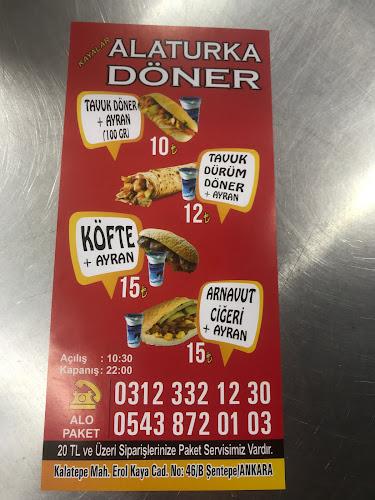 KAYALAR
ALATURKA
DÖNER
TAVUK DÖNER
+ AYRAN
(100 GR)
10₺
TAVUK
DÜRÜM
DÖNER
+ AYRAN
12₺
KÖFTE
+ AYRAN
15₺
ARNAVUT
CİĞERİ
+ AYRAN
15₺
Açılış : 10:30
Kapanış : 22:00
ALO
PAKET
0312 332 12 30
0543 872 01 03
20 TL ve Üzeri Siparişlerinize Paket Servisimiz Vardır.
Kalatepe Mah. Erol Kaya Cad. No: 46/B Şentepe/ANKARA